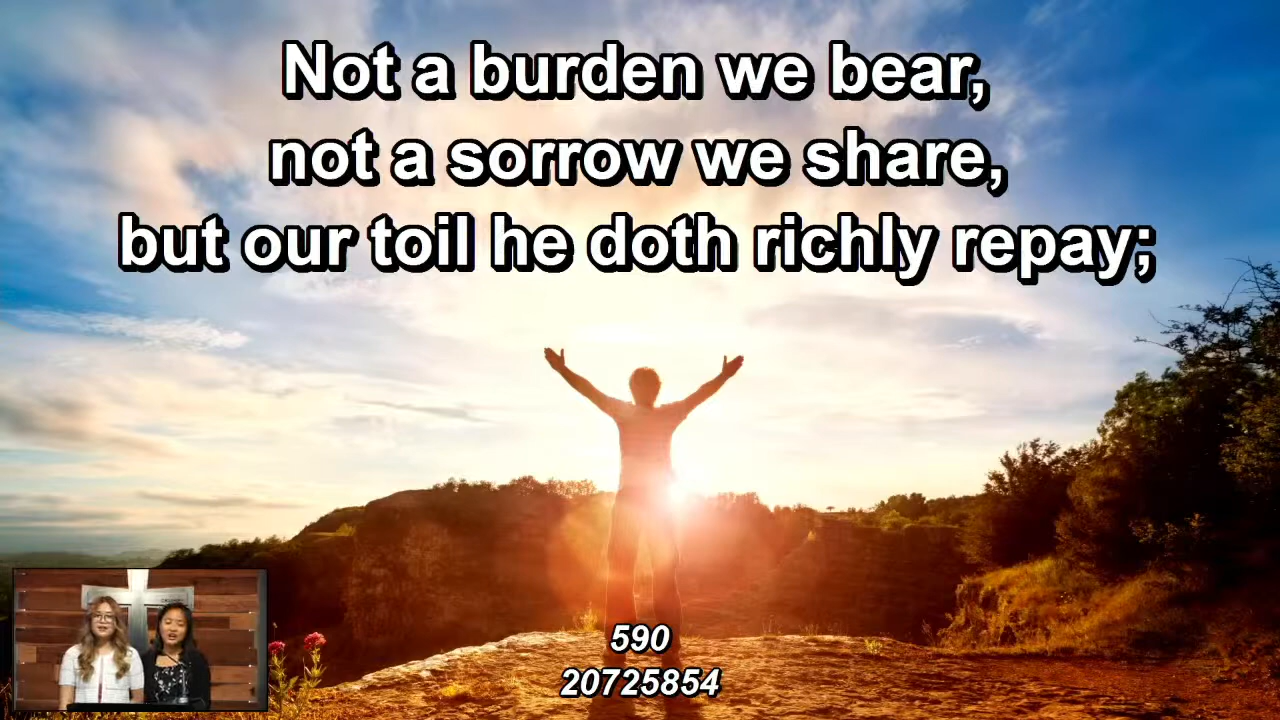 Not a burden we bear,
not a sorrow we share,
but our toil he doth richly repay;
590
20725854